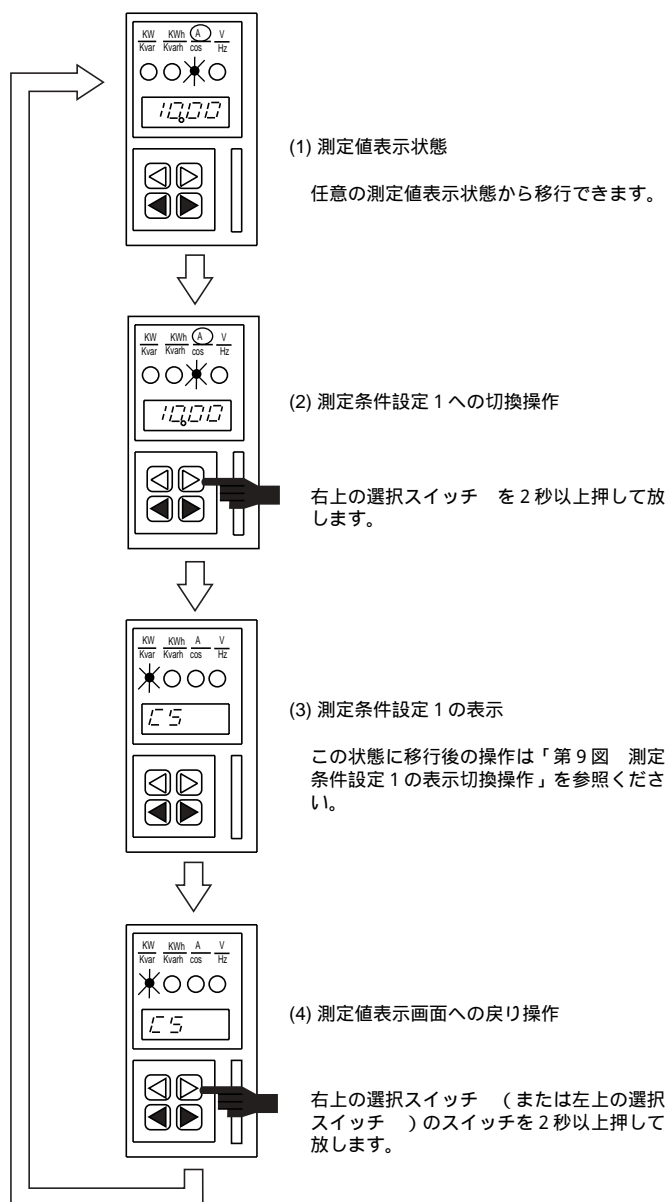 KW KWh A V
Kvar Kvarh cos Hz
10.00
(1) 測定値表示状態
任意の測定値表示状態から移行できます。
KW KWh A V
Kvar Kvarh cos Hz
10.00
(2) 測定条件設定1への切換操作
右上の選択スイッチ　を2秒以上押して放
します。
KW KWh A V
Kvar Kvarh cos Hz
CS
(3) 測定条件設定1の表示
この状態に移行後の操作は「第9図　測定
条件設定1の表示切換操作」を参照くださ
い。
KW KWh A V
Kvar Kvarh cos Hz
CS
(4) 測定値表示画面への戻り操作
右上の選択スイッチ　(または左上の選択
スイッチ　)のスイッチを2秒以上押して
放します。